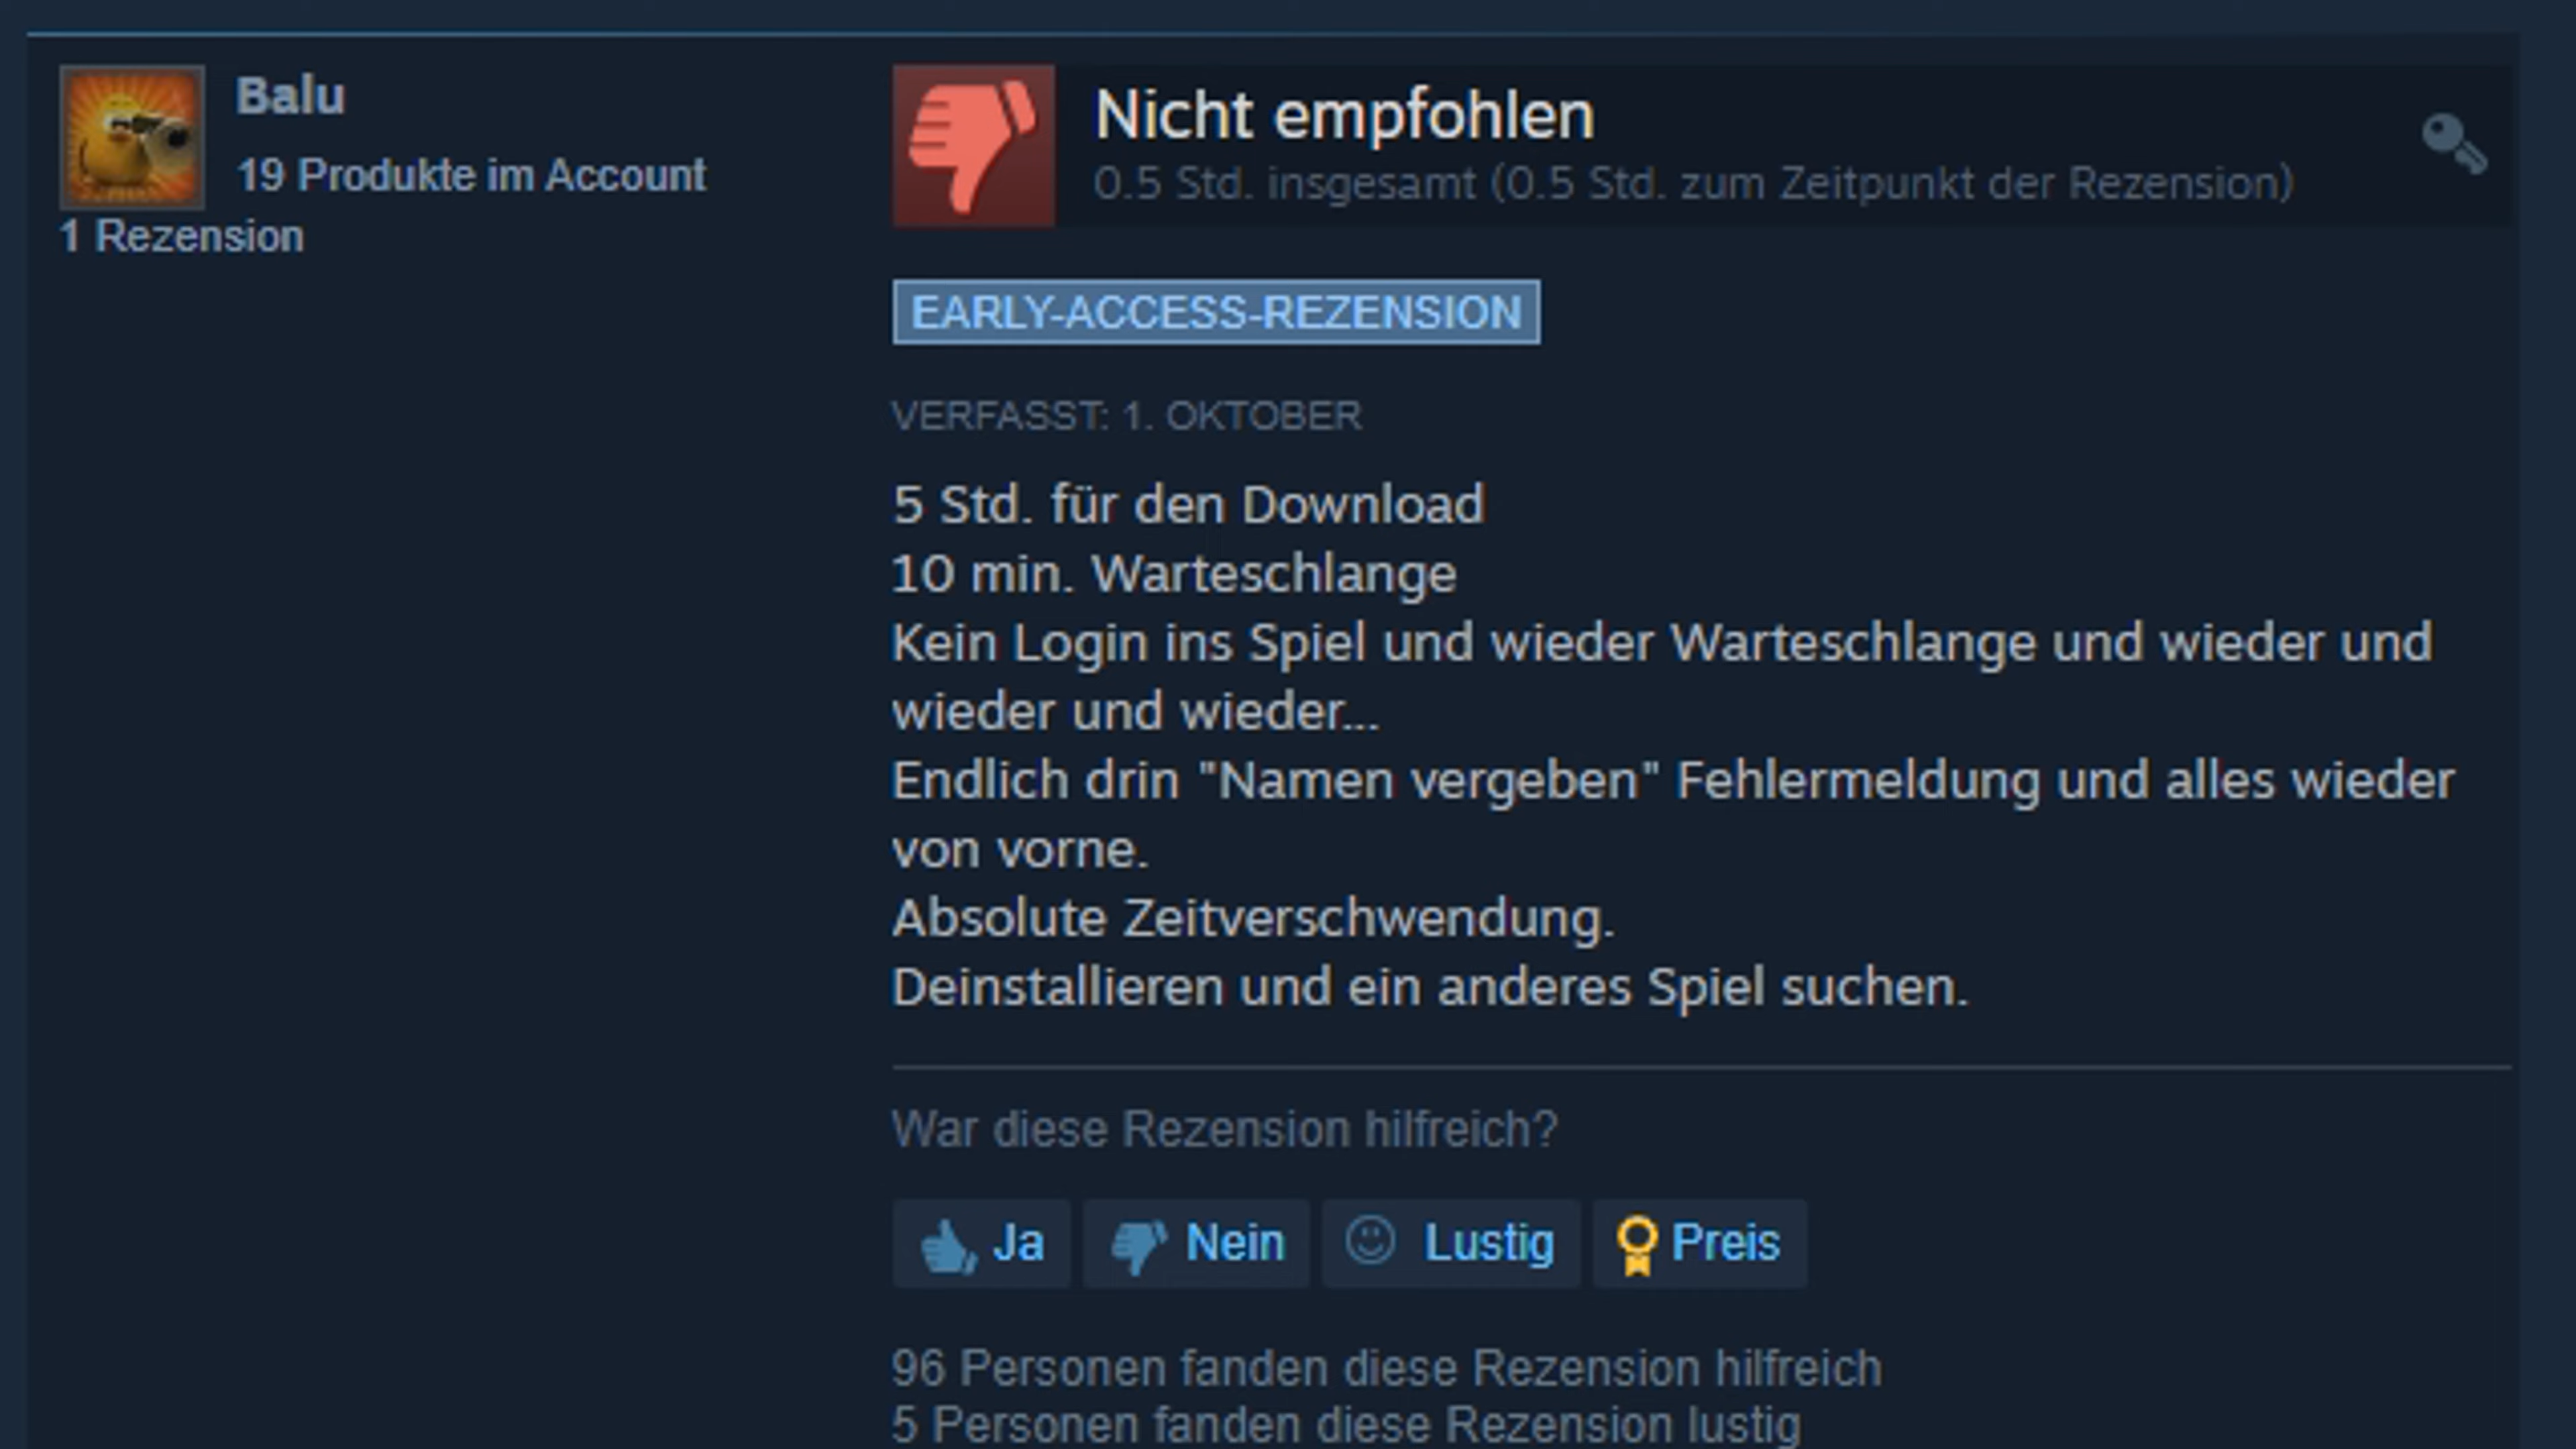 Balu
19 Produkte im Account
1 Rezension
Nicht empfohlen
0.5 Std. insgesamt (0.5 Std. zum Zeitpunkt der Rezension)
EARLY-ACCESS-REZENSION
VERFASST: 1. OKTOBER
5 Std. für den Download
10 min. Warteschlange
Kein Login ins Spiel und wieder Warteschlange und wieder und
wieder und wieder...
Endlich drin "Namen vergeben" Fehlermeldung und alles wieder
von vorne.
Absolute Zeitverschwendung.
Deinstallieren und ein anderes Spiel suchen.
War diese Rezension hilfreich?
Ja Nein Lustig Preis
96 Personen fanden diese Rezension hilfreich
5 Personen fanden diese Rezension lustig